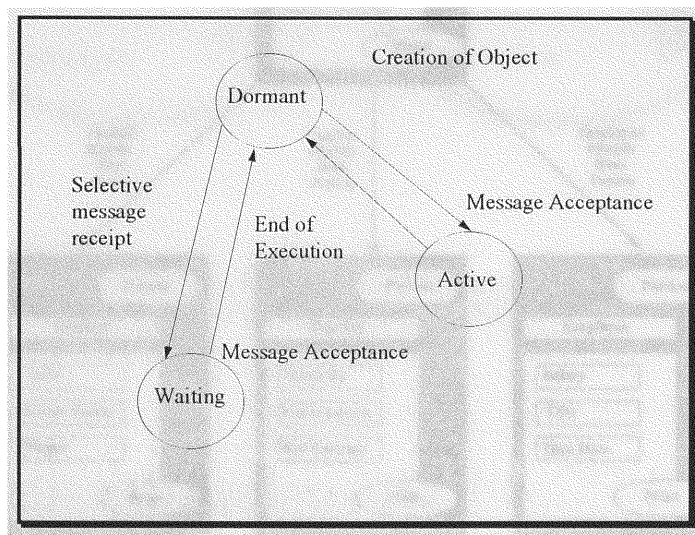 Creation of Object
Dormant
Selective
message
receipt
Message Acceptance
End of
Execution
Active
Message Acceptance
Waiting